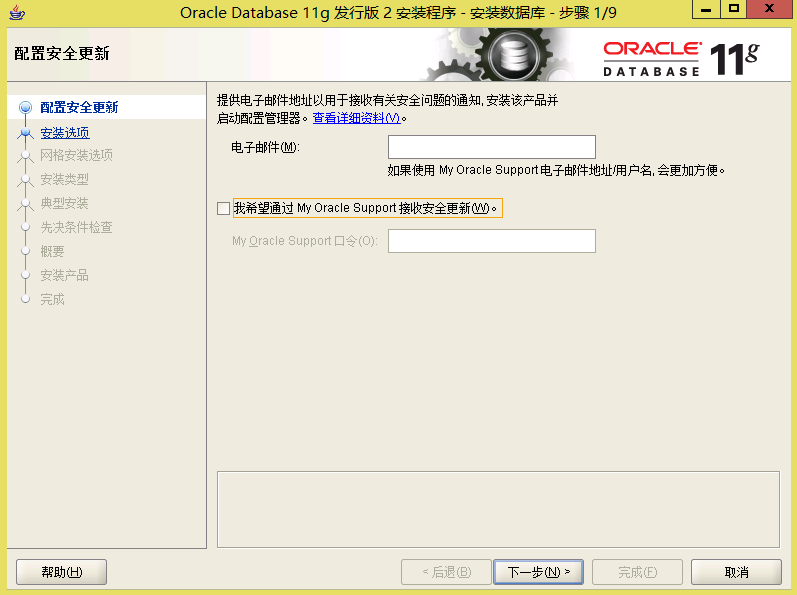 Oracle Database 11g 发行版 2 安装程序 - 安装数据库 - 步骤 1/9
配置安全更新
ORACLE
DATABASE
11g
配置安全更新
安装选项
网格安装选项
安装类型
典型安装
先决条件检查
概要
安装产品
完成
提供电子邮件地址以用于接收有关安全问题的通知, 安装该产品并
启动配置管理器。查看详细资料(V)。
电子邮件(M):
如果使用 My Oracle Support 电子邮件地址/用户名, 会更加方便。
我希望通过 My Oracle Support 接收安全更新(W)。
My Oracle Support 口令(O):
帮助(H)
< 后退(B)
下一步(N) >
完成(F)
取消